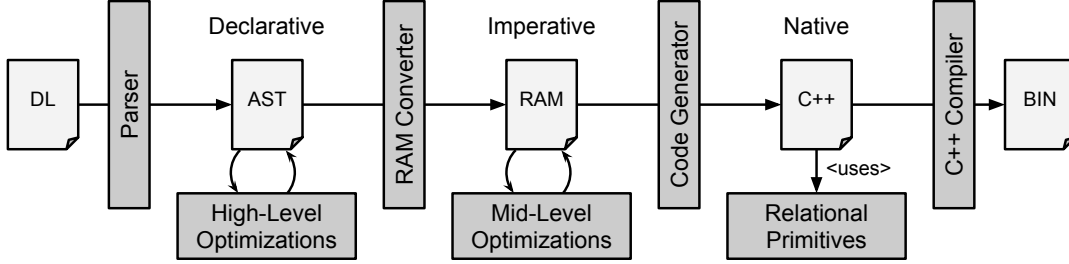 Declarative
Imperative
Native
DL
Parser
AST
RAM Converter
RAM
Code Generator
C++
C++ Compiler
BIN
<uses>
High-Level
Optimizations
Mid-Level
Optimizations
Relational
Primitives